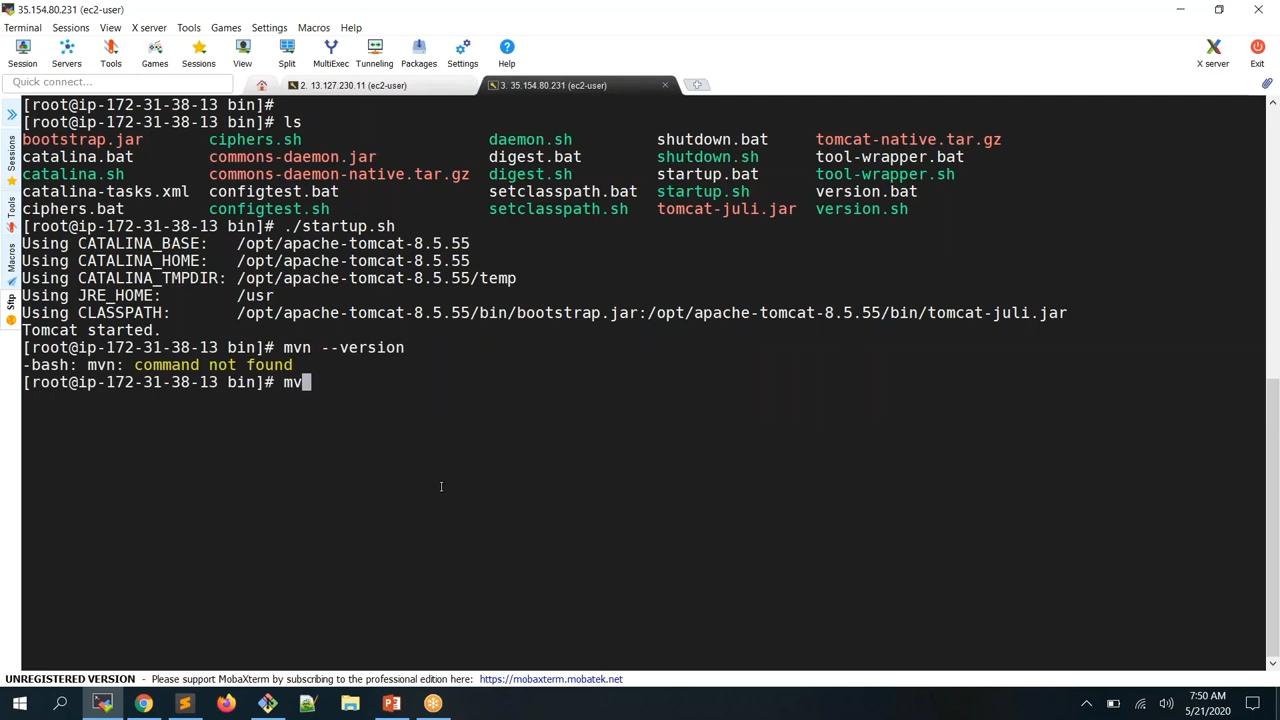 35.154.80.231 (ec2-user)
Terminal Sessions View X server Tools Games Settings Macros Help
Session Servers Tools Games Sessions View Split MultiExec Tunneling Packages Settings Help X server Exit
Quick connect... 2. 13.127.230.11 (ec2-user) 3. 35.154.80.231 (ec2-user)
Sessions
Tools
Macros
Sftp
[root@ip-172-31-38-13 bin]#
[root@ip-172-31-38-13 bin]# ls
bootstrap.jar ciphers.sh daemon.sh shutdown.bat tomcat-native.tar.gz
catalina.bat commons-daemon.jar digest.bat shutdown.sh tool-wrapper.bat
catalina.sh commons-daemon-native.tar.gz digest.sh startup.bat tool-wrapper.sh
catalina-tasks.xml configtest.bat setclasspath.bat startup.sh version.bat
ciphers.bat configtest.sh setclasspath.sh tomcat-juli.jar version.sh
[root@ip-172-31-38-13 bin]# ./startup.sh
Using CATALINA_BASE: /opt/apache-tomcat-8.5.55
Using CATALINA_HOME: /opt/apache-tomcat-8.5.55
Using CATALINA_TMPDIR: /opt/apache-tomcat-8.5.55/temp
Using JRE_HOME: /usr
Using CLASSPATH: /opt/apache-tomcat-8.5.55/bin/bootstrap.jar:/opt/apache-tomcat-8.5.55/bin/tomcat-juli.jar
Tomcat started.
[root@ip-172-31-38-13 bin]# mvn --version
-bash: mvn: command not found
[root@ip-172-31-38-13 bin]# mv
UNREGISTERED VERSION - Please support MobaXterm by subscribing to the professional edition here: https://mobaxterm.mobatek.net
7:50 AM
5/21/2020